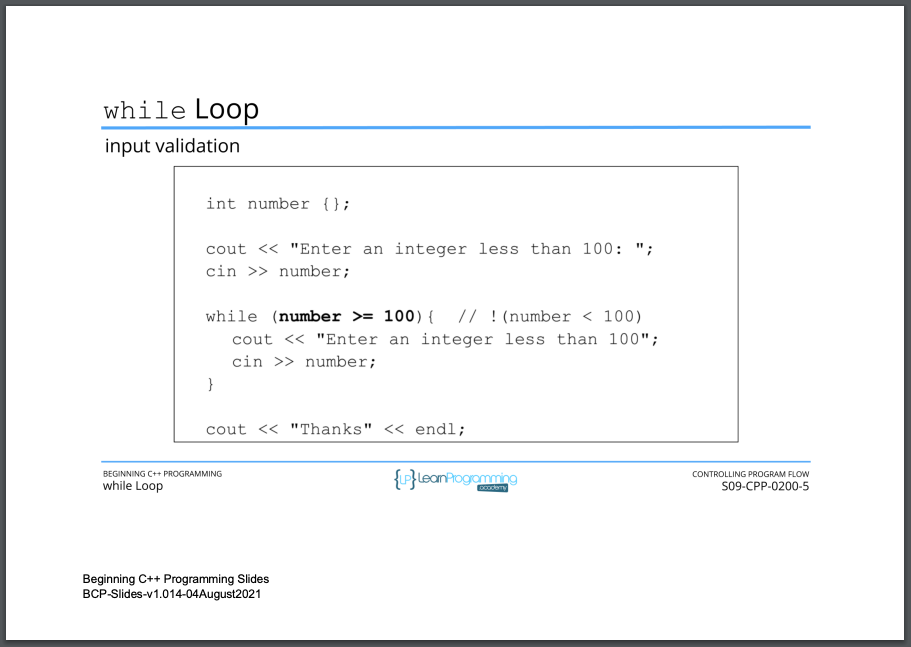 while Loop
input validation
int number {};
cout << "Enter an integer less than 100: ";
cin >> number;
while (number >= 100){  // !(number < 100)
cout << "Enter an integer less than 100";
cin >> number;
}
cout << "Thanks" << endl;
BEGINNING C++ PROGRAMMING
while Loop
{LP}LearnProgramming
academy
CONTROLLING PROGRAM FLOW
S09-CPP-0200-5
Beginning C++ Programming Slides
BCP-Slides-v1.014-04August2021